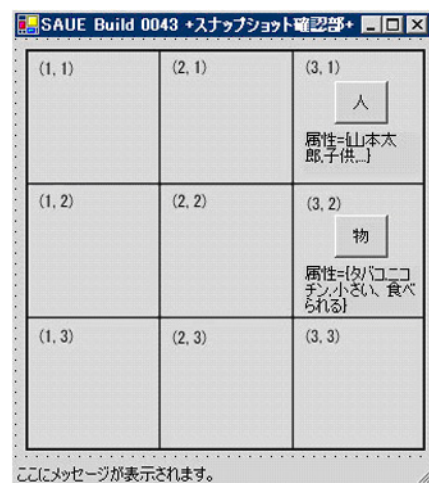 SAUE Build 0043 +スナップショット確認部+
(1, 1)
(2, 1)
(3, 1)
人
属性={山本太
郎,子供,...}
(1, 2)
(2, 2)
(3, 2)
物
属性={タバコニコ
チン,小さい、食べ
られる}
(1, 3)
(2, 3)
(3, 3)
ここにメッセージが表示されます。